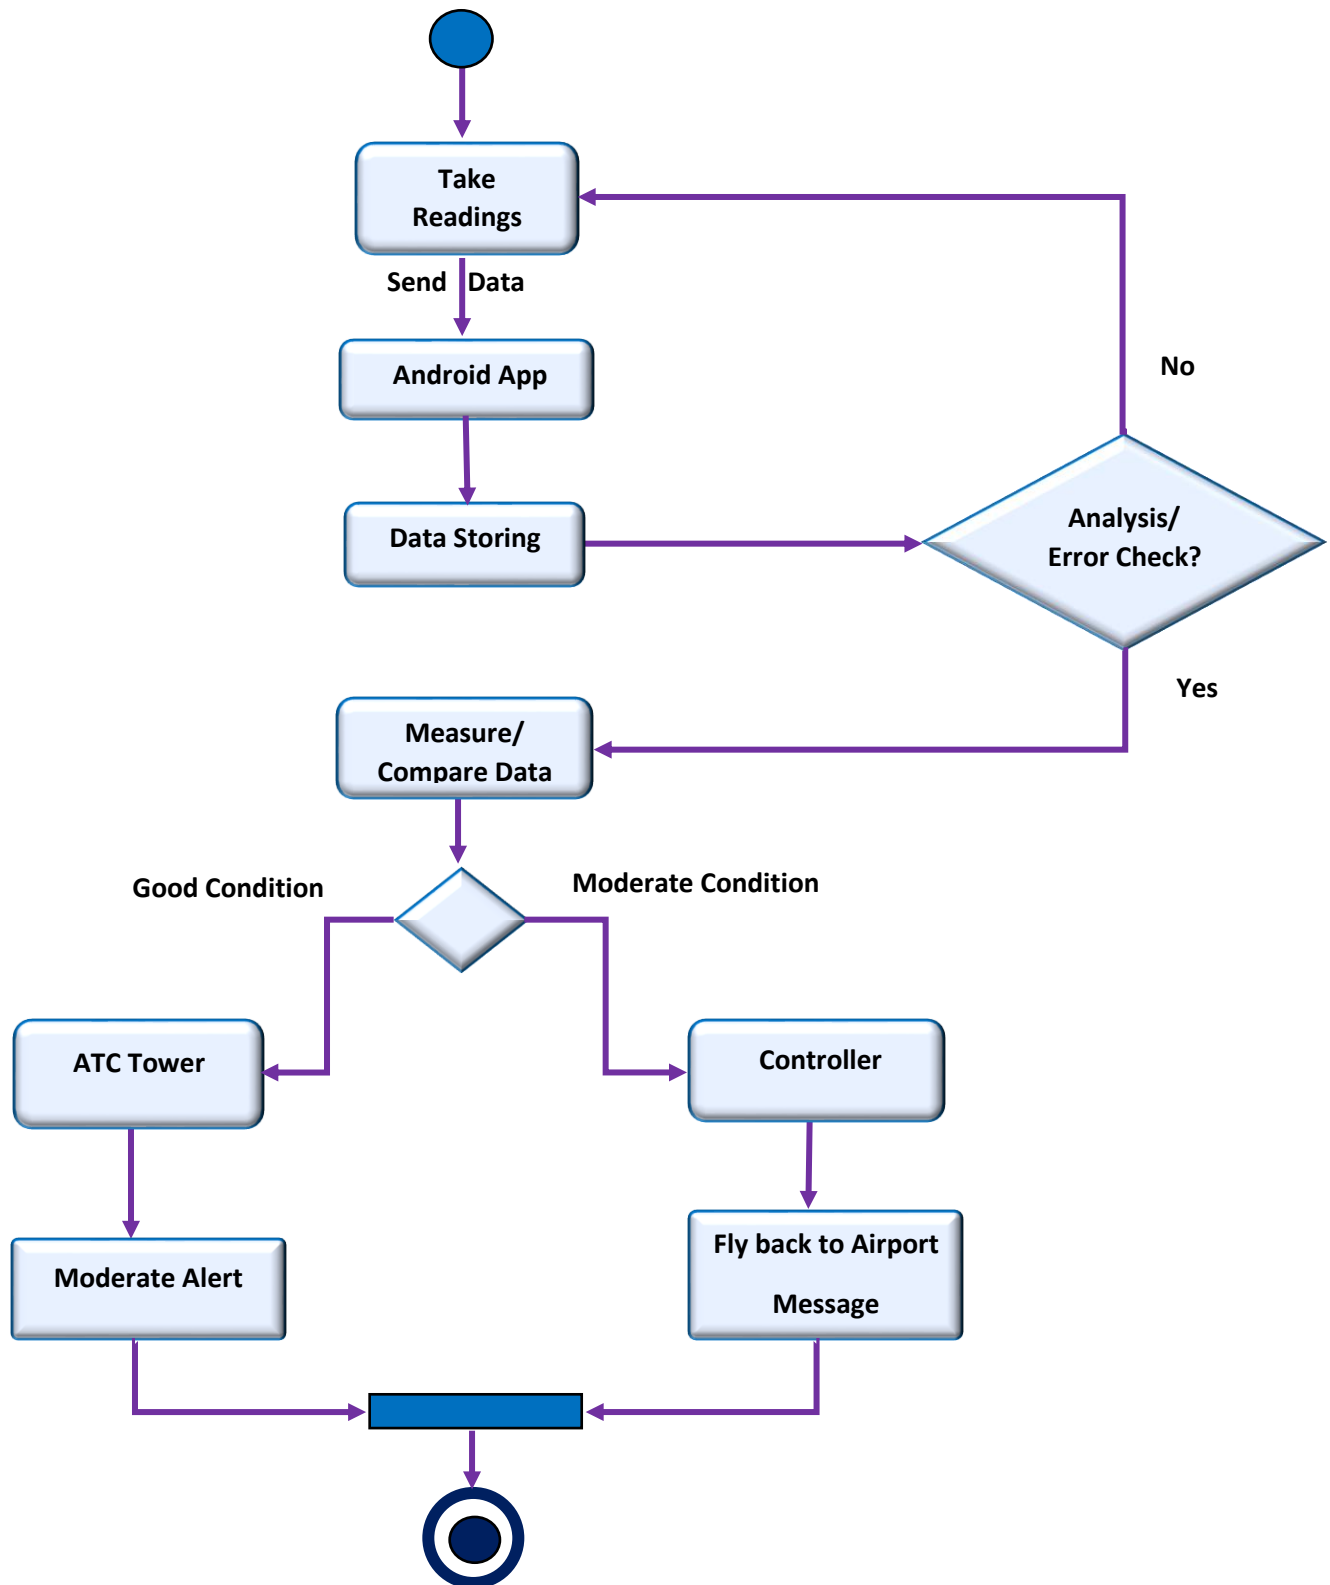 Take
Readings
Send Data
Android App
No
Data Storing
Analysis/
Error Check?
Yes
Measure/
Compare Data
Good Condition
Moderate Condition
ATC Tower
Controller
Moderate Alert
Fly back to Airport
Message